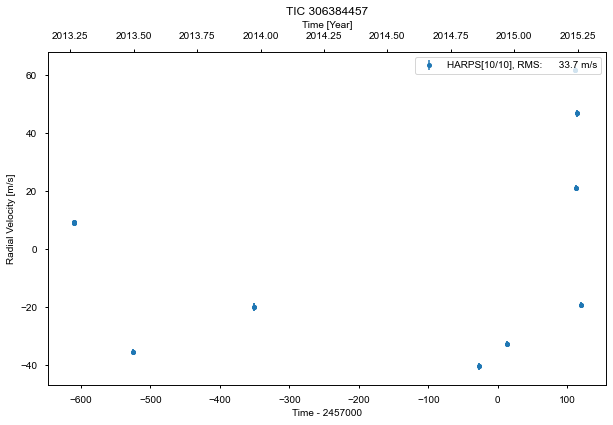 TIC 306384457
Time [Year]
2013.25 2013.50 2013.75 2014.00 2014.25 2014.50 2014.75 2015.00 2015.25
HARPS[10/10], RMS: 33.7 m/s
60
40
20
0
−20
−40
Radial Velocity [m/s]
−600 −500 −400 −300 −200 −100 0 100
Time - 2457000